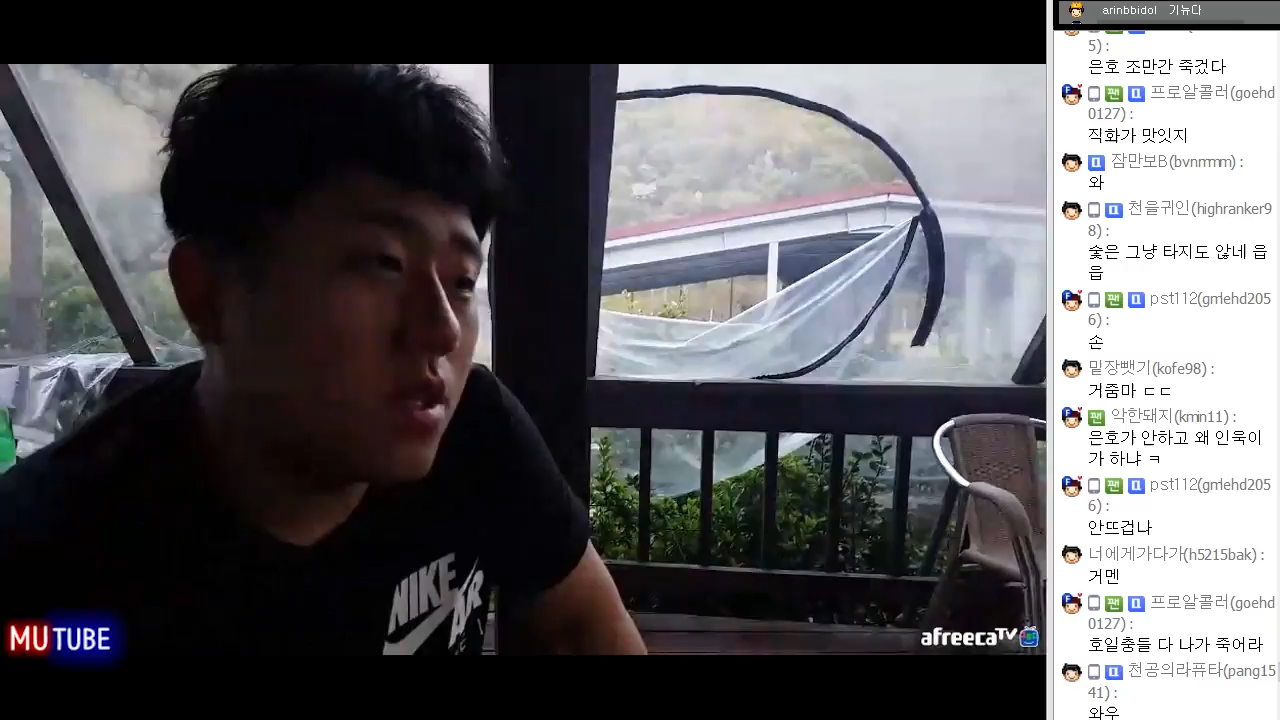 arinbbidol 기뉴다
5) :
은호 조만간 죽겄다
프로알콜러(goehd
0127) :
직화가 맛잇지
잠만보B(bvnrrmm) :
와
천을귀인(highranker9
8) :
숯은 그냥 타지도 않네 읍
읍
pst112(gmlehd205
6) :
손
밑장뺏기(kofe98) :
거줌마 ㄷㄷ
악한돼지(kmin11) :
은호가 안하고 왜 인욱이
가 하냐 ㅋ
pst112(gmlehd205
6) :
안뜨겁나
너에게가다가(h5215bak) :
거멘
프로알콜러(goehd
0127) :
호일충들 다 나가 죽어라
천공의라퓨타(pang15
41) :
와우
NIKE
AIR
MUTUBE
afreecaTV